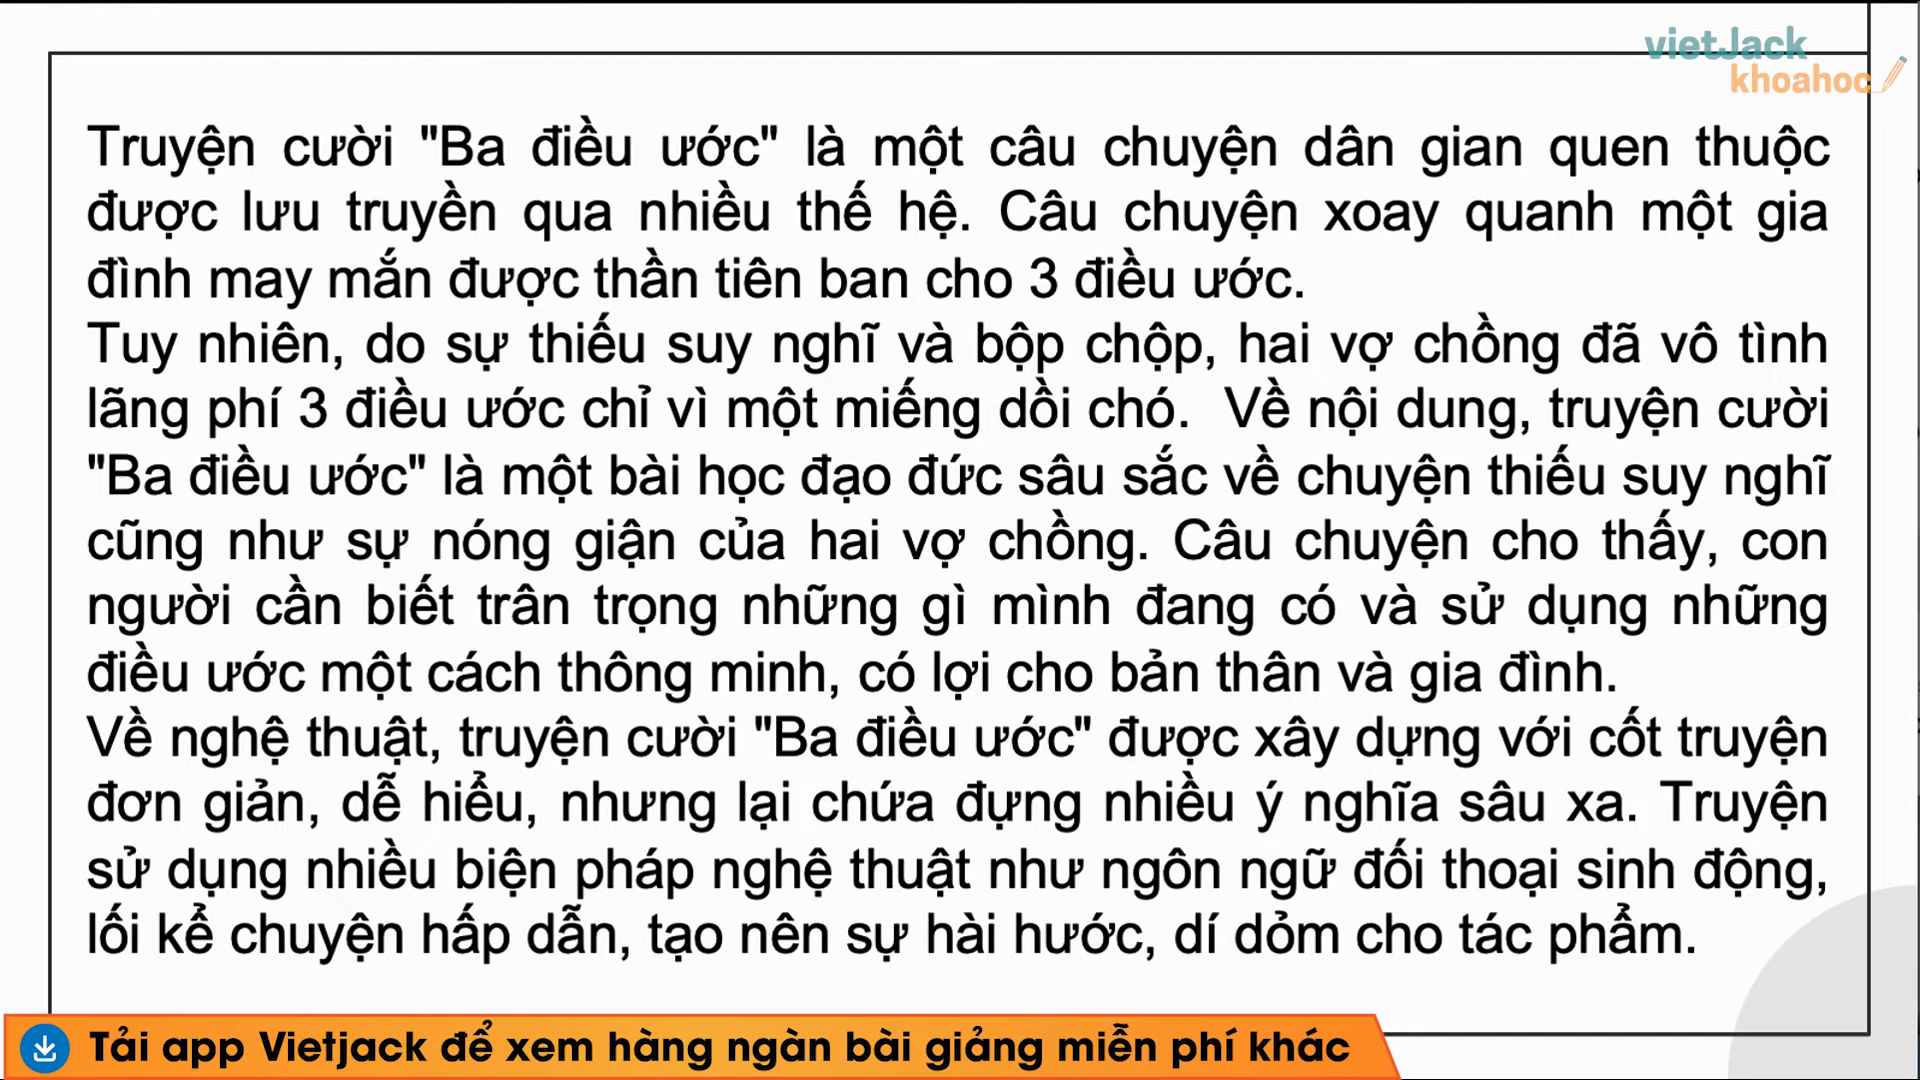 vietJack
khoahoc
Truyện cười "Ba điều ước" là một câu chuyện dân gian quen thuộc
được lưu truyền qua nhiều thế hệ. Câu chuyện xoay quanh một gia
đình may mắn được thần tiên ban cho 3 điều ước.
Tuy nhiên, do sự thiếu suy nghĩ và bộp chộp, hai vợ chồng đã vô tình
lãng phí 3 điều ước chỉ vì một miếng dồi chó. Về nội dung, truyện cười
"Ba điều ước" là một bài học đạo đức sâu sắc về chuyện thiếu suy nghĩ
cũng như sự nóng giận của hai vợ chồng. Câu chuyện cho thấy, con
người cần biết trân trọng những gì mình đang có và sử dụng những
điều ước một cách thông minh, có lợi cho bản thân và gia đình.
Về nghệ thuật, truyện cười "Ba điều ước" được xây dựng với cốt truyện
đơn giản, dễ hiểu, nhưng lại chứa đựng nhiều ý nghĩa sâu xa. Truyện
sử dụng nhiều biện pháp nghệ thuật như ngôn ngữ đối thoại sinh động,
lối kể chuyện hấp dẫn, tạo nên sự hài hước, dí dỏm cho tác phẩm.
Tải app Vietjack để xem hàng ngàn bài giảng miễn phí khác